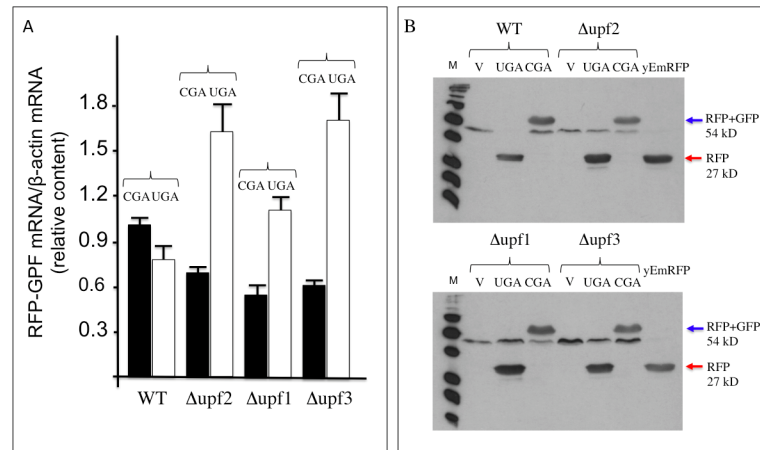 A
RFP-GPF mRNA/β-actin mRNA
(relative content)
1.8
1.5
1.2
0.9
0.6
0.3
CGA UGA
CGA UGA
CGA UGA
CGA UGA
WT
Δupf2
Δupf1
Δupf3
B
WT
Δupf2
M
V
UGA
CGA
V
UGA
CGA
yEmRFP
RFP+GFP
54 kD
RFP
27 kD
Δupf1
Δupf3
M
V
UGA
CGA
V
UGA
CGA
yEmRFP
RFP+GFP
54 kD
RFP
27 kD